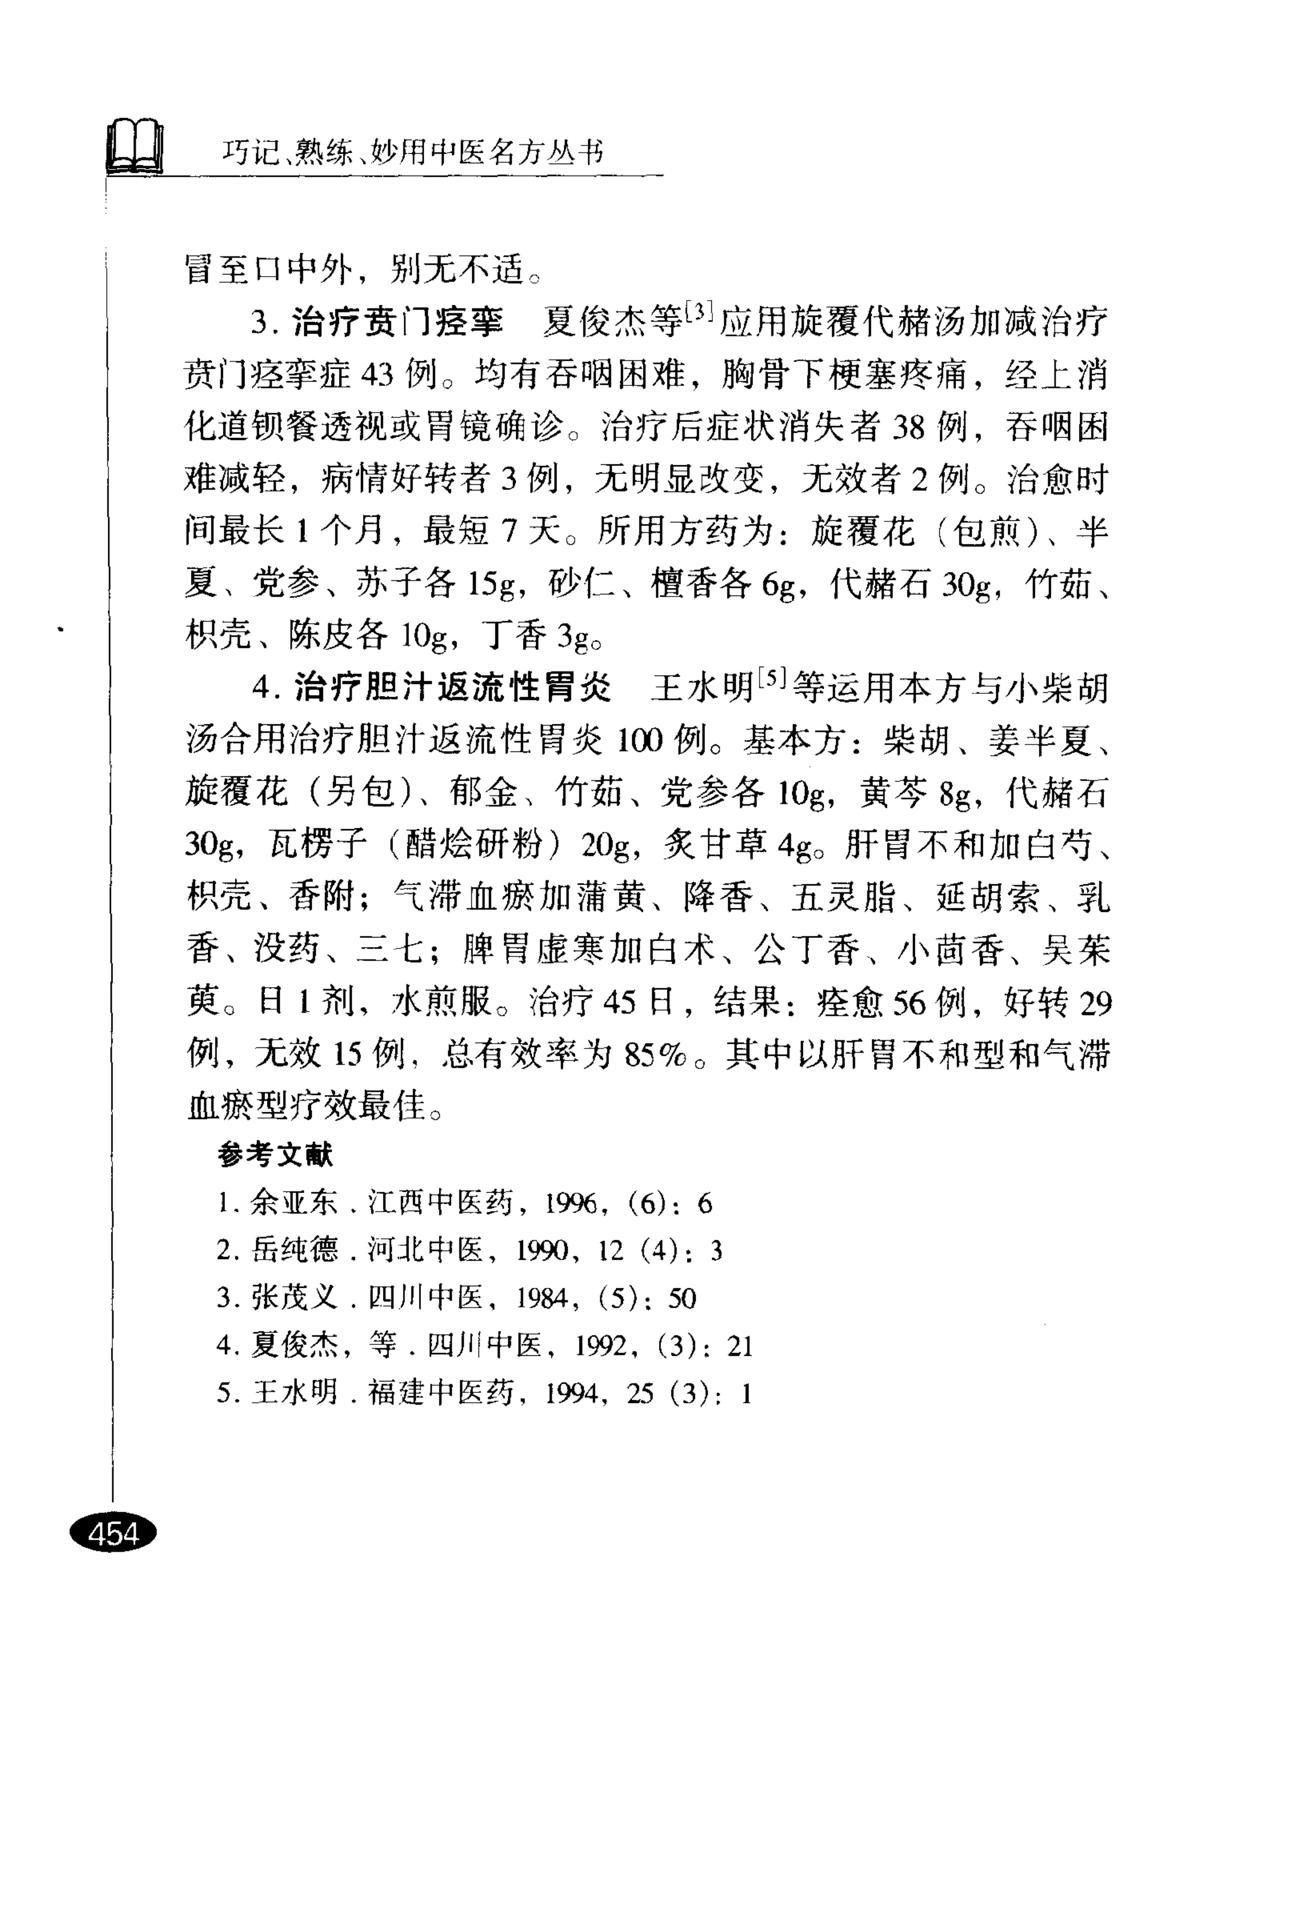 巧记、熟练、妙用中医名方丛书
冒至口中外，别无不适。
3. 治疗贲门痉挛 夏俊杰等[3]应用旋覆代赭汤加减治疗
贲门痉挛症 43 例。均有吞咽困难，胸骨下梗塞疼痛，经上消
化道钡餐透视或胃镜确诊。治疗后症状消失者 38 例，吞咽困
难减轻，病情好转者 3 例，无明显改变，无效者 2 例。治愈时
间最长 1 个月，最短 7 天。所用方药为：旋覆花（包煎）、半
夏、党参、苏子各 15g，砂仁、檀香各 6g，代赭石 30g，竹茹、
枳壳、陈皮各 10g，丁香 3g。
4. 治疗胆汁返流性胃炎 王水明[5]等运用本方与小柴胡
汤合用治疗胆汁返流性胃炎 100 例。基本方：柴胡、姜半夏、
旋覆花（另包）、郁金、竹茹、党参各 10g，黄芩 8g，代赭石
30g，瓦楞子（醋烩研粉）20g，炙甘草 4g。肝胃不和加白芍、
枳壳、香附；气滞血瘀加蒲黄、降香、五灵脂、延胡索、乳
香、没药、三七；脾胃虚寒加白术、公丁香、小茴香、吴茱
萸。日 1 剂，水煎服。治疗 45 日，结果：痊愈 56 例，好转 29
例，无效 15 例，总有效率为 85%。其中以肝胃不和型和气滞
血瘀型疗效最佳。
参考文献
1. 余亚东．江西中医药，1996，(6)：6
2. 岳纯德．河北中医，1990，12 (4)：3
3. 张茂义．四川中医，1984，(5)：50
4. 夏俊杰，等．四川中医，1992，(3)：21
5. 王水明．福建中医药，1994，25 (3)：1
454